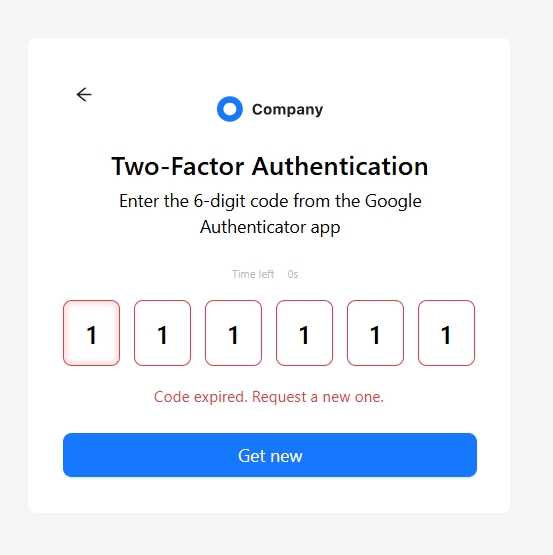 Company
Two-Factor Authentication
Enter the 6-digit code from the Google
Authenticator app
Time left 0s
1 1 1 1 1 1
Code expired. Request a new one.
Get new